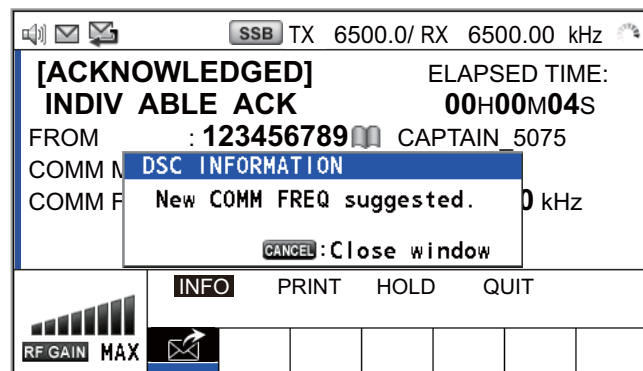 SSB TX 6500.0/ RX 6500.00 kHz
[ACKNOWLEDGED] ELAPSED TIME:
INDIV ABLE ACK 00H00M04S
FROM : 123456789 CAPTAIN_5075
COMM
DSC INFORMATION
COMM kHz
New COMM FREQ suggested.
CANCEL:Close window
INFO PRINT HOLD QUIT
RF GAIN MAX